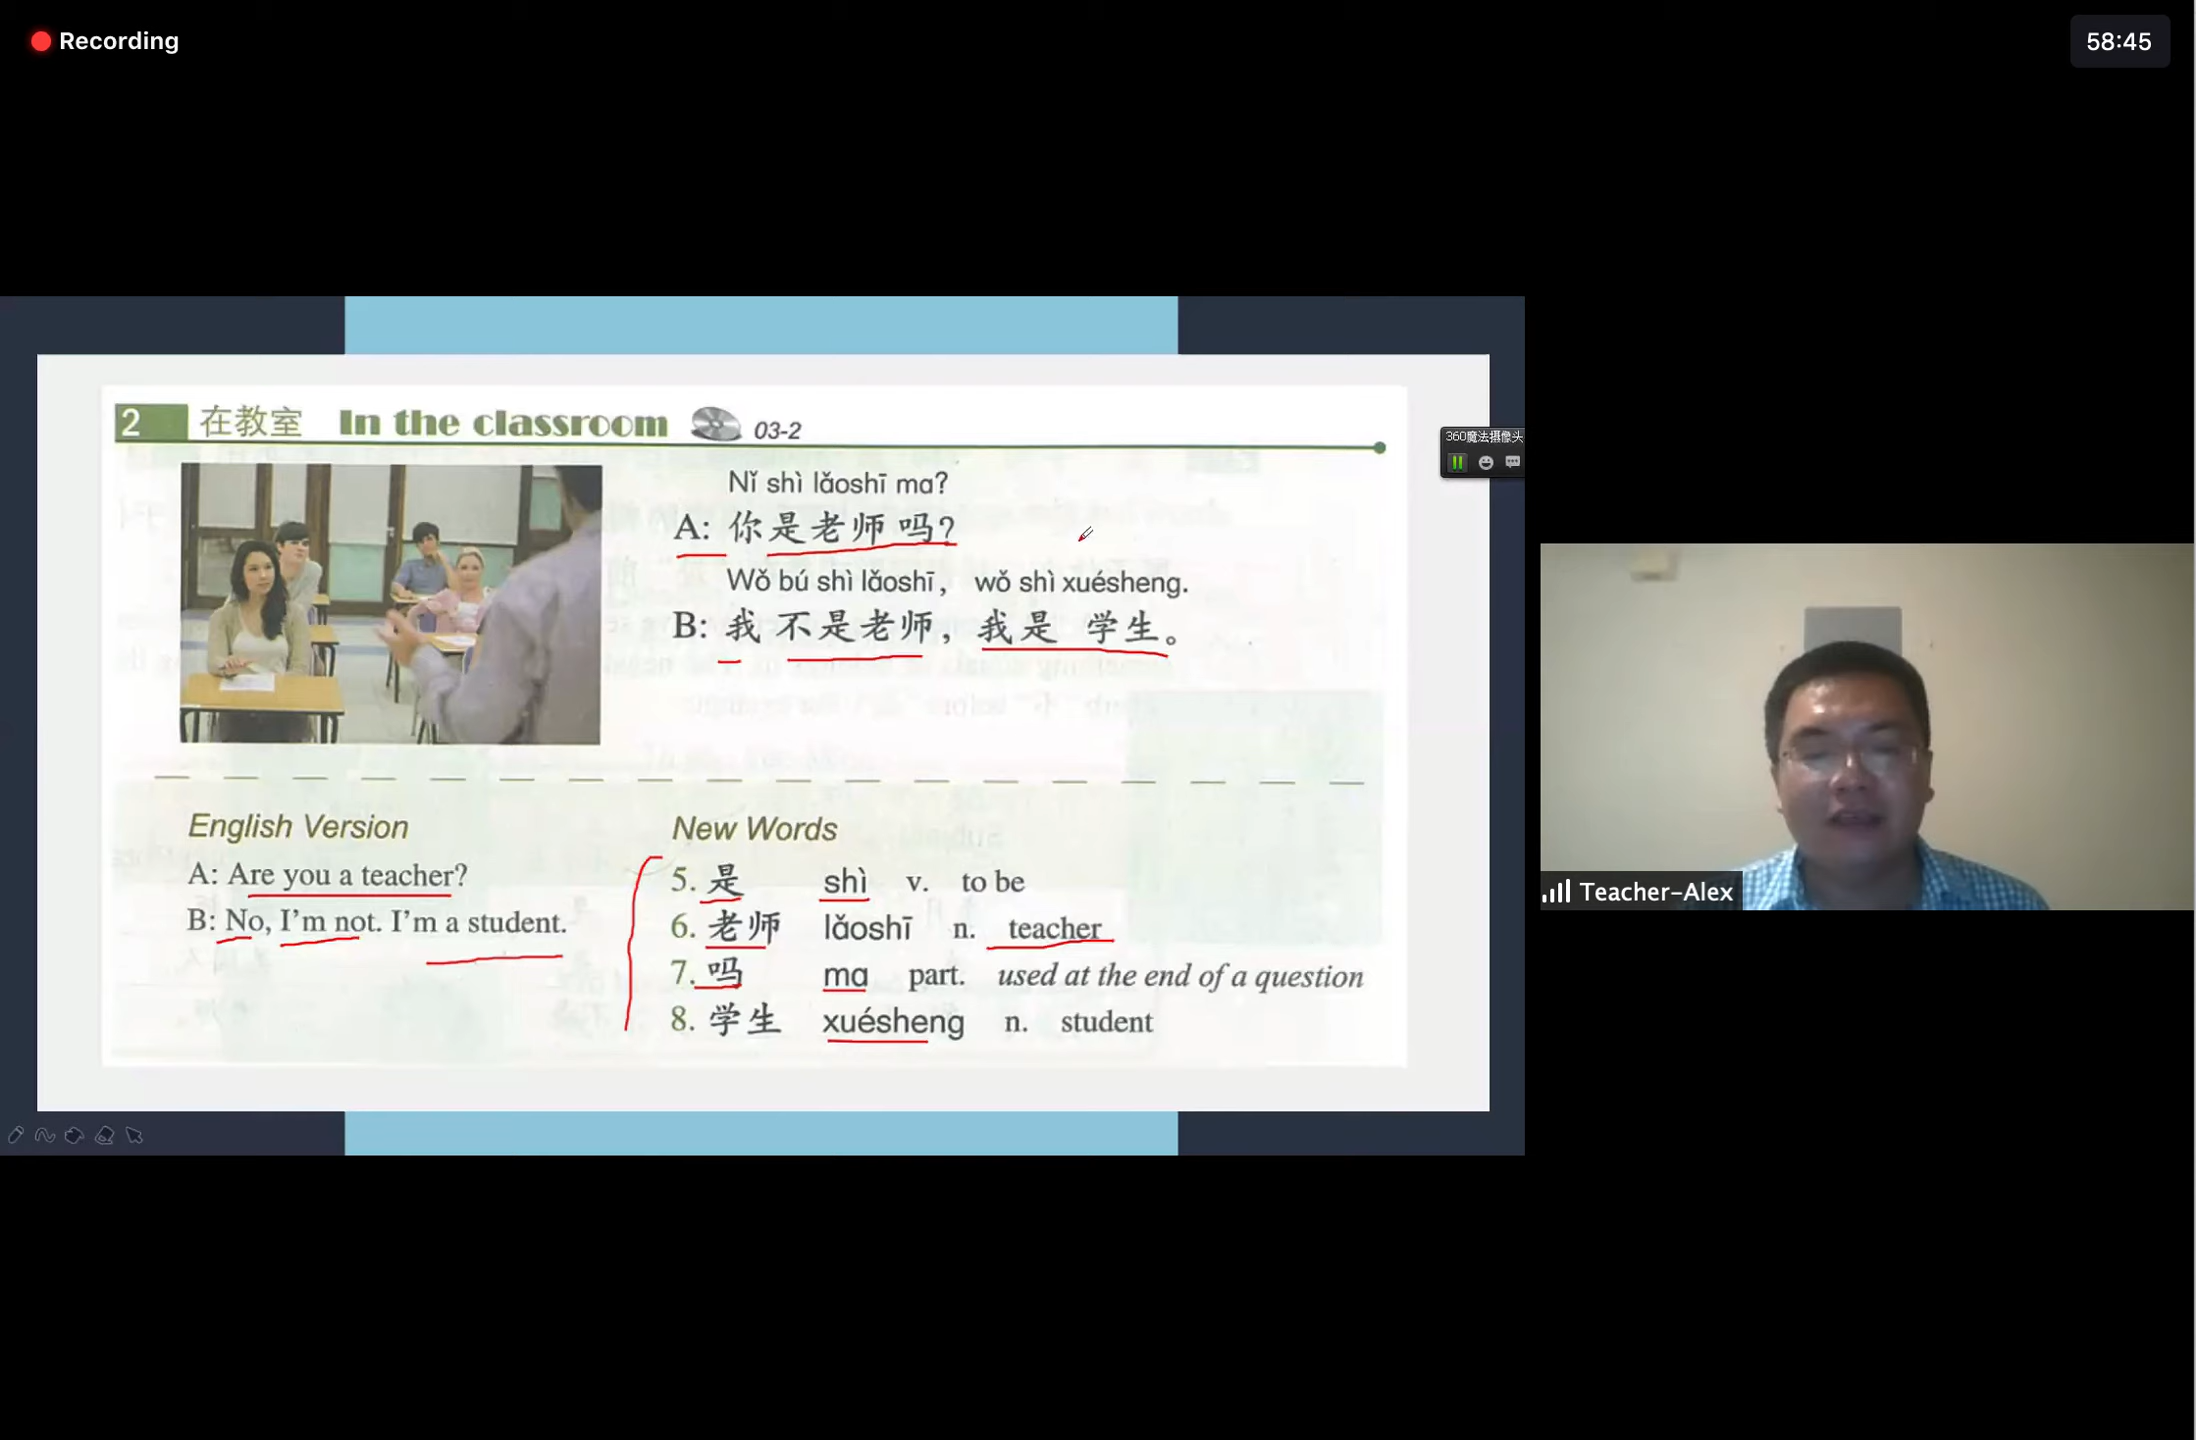 Recording
58:45
2 在教室 In the classroom 03-2
360魔法摄像头
Nǐ shì lǎoshī ma?
A: 你是老师吗?
Wǒ bú shì lǎoshī, wǒ shì xuésheng.
B: 我 不是老师, 我是 学生。
English Version
A: Are you a teacher?
B: No, I'm not. I'm a student.
New Words
5. 是 shì v. to be
6. 老师 lǎoshī n. teacher
7. 吗 ma part. used at the end of a question
8. 学生 xuésheng n. student
Teacher-Alex